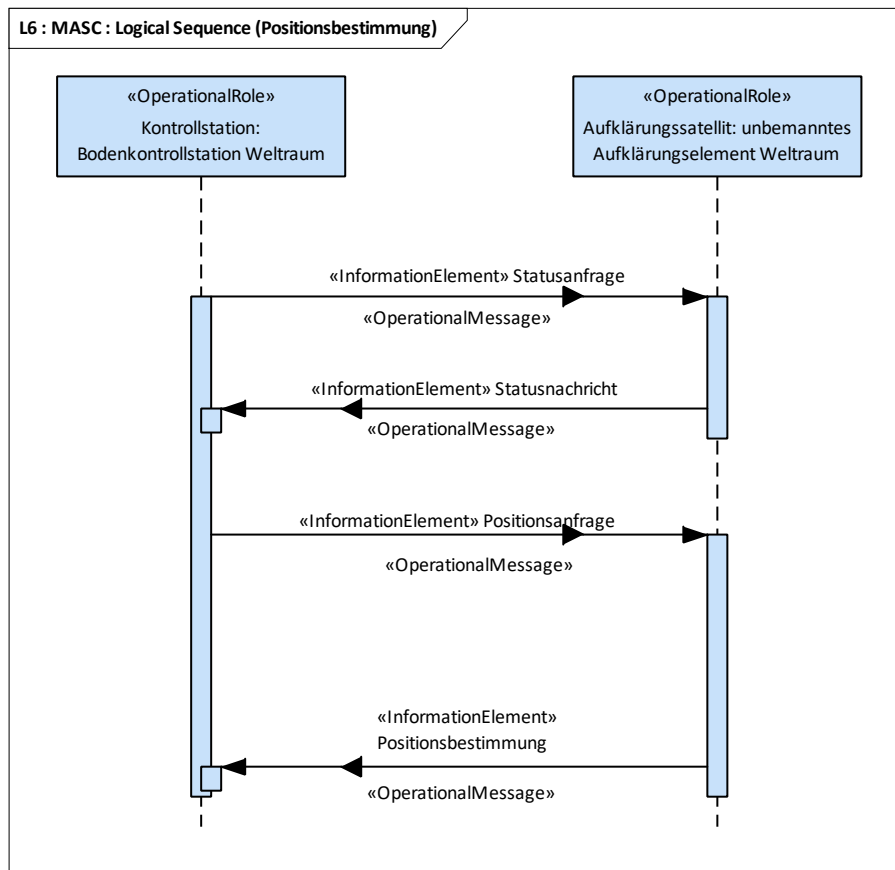 L6 : MASC : Logical Sequence (Positionsbestimmung)
«OperationalRole»
Kontrollstation:
Bodenkontrollstation Weltraum
«OperationalRole»
Aufklärungssatellit: unbemanntes
Aufklärungselement Weltraum
«InformationElement» Statusanfrage
«OperationalMessage»
«InformationElement» Statusnachricht
«OperationalMessage»
«InformationElement» Positionsanfrage
«OperationalMessage»
«InformationElement»
Positionsbestimmung
«OperationalMessage»